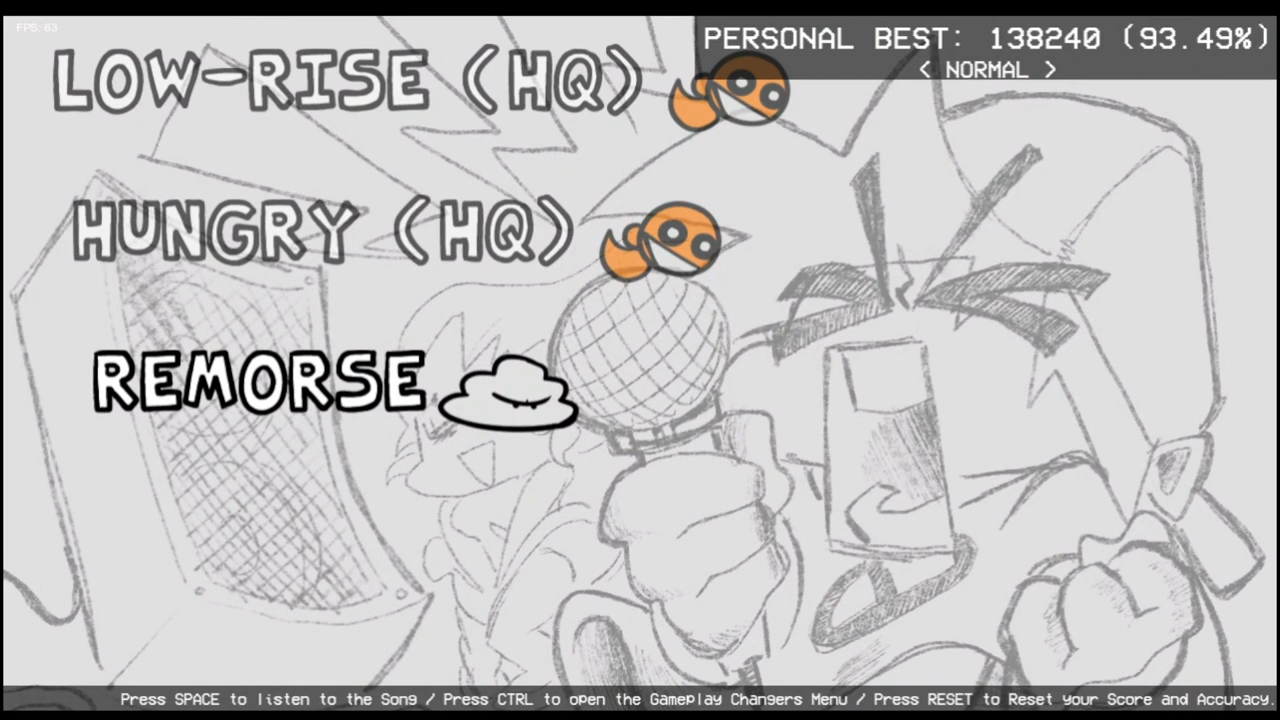 FPS: 63
PERSONAL BEST: 138240 (93.49%)
< NORMAL >
LOW-RISE (HQ)
HUNGRY (HQ)
REMORSE
Press SPACE to listen to the Song / Press CTRL to open the Gameplay Changers Menu / Press RESET to Reset your Score and Accuracy.